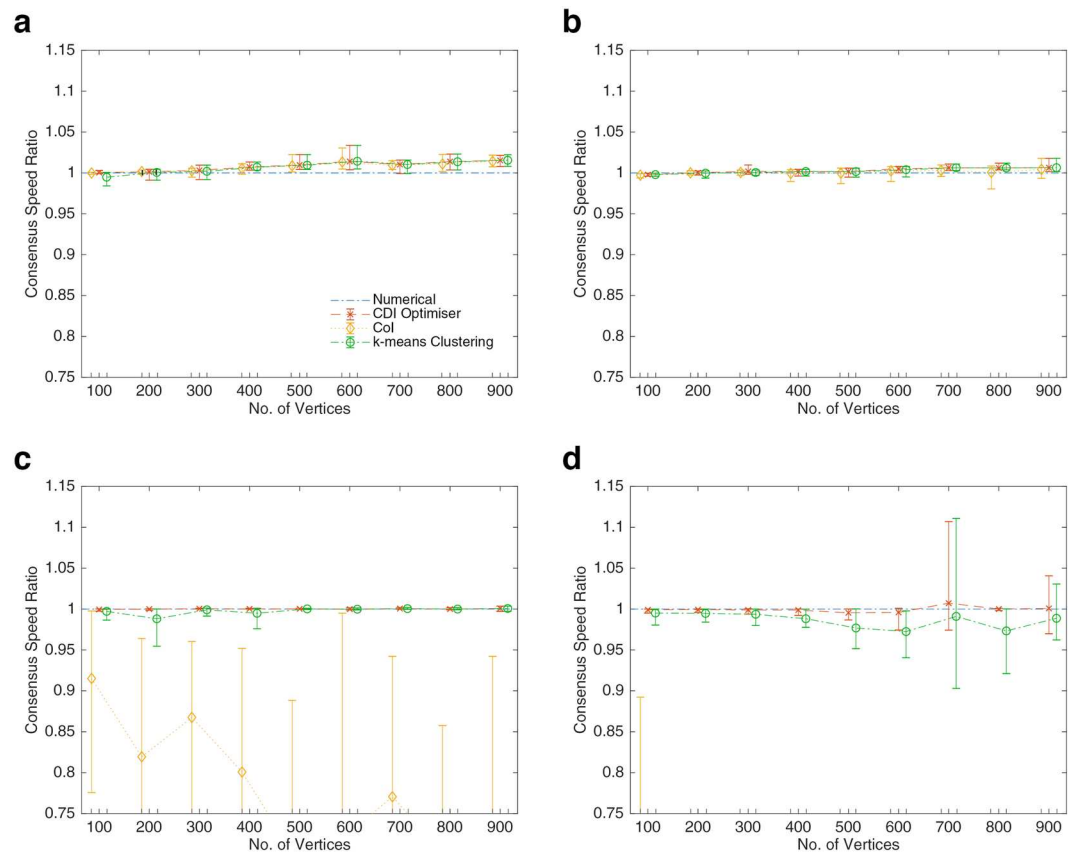 a
1.15
1.1
1.05
1
0.95
0.9
0.85
0.8
0.75
Consensus Speed Ratio
100 200 300 400 500 600 700 800 900
No. of Vertices
Numerical
CDI Optimiser
CoI
k-means Clustering
b
1.15
1.1
1.05
1
0.95
0.9
0.85
0.8
0.75
Consensus Speed Ratio
100 200 300 400 500 600 700 800 900
No. of Vertices
c
1.15
1.1
1.05
1
0.95
0.9
0.85
0.8
0.75
Consensus Speed Ratio
100 200 300 400 500 600 700 800 900
No. of Vertices
d
1.15
1.1
1.05
1
0.95
0.9
0.85
0.8
0.75
Consensus Speed Ratio
100 200 300 400 500 600 700 800 900
No. of Vertices